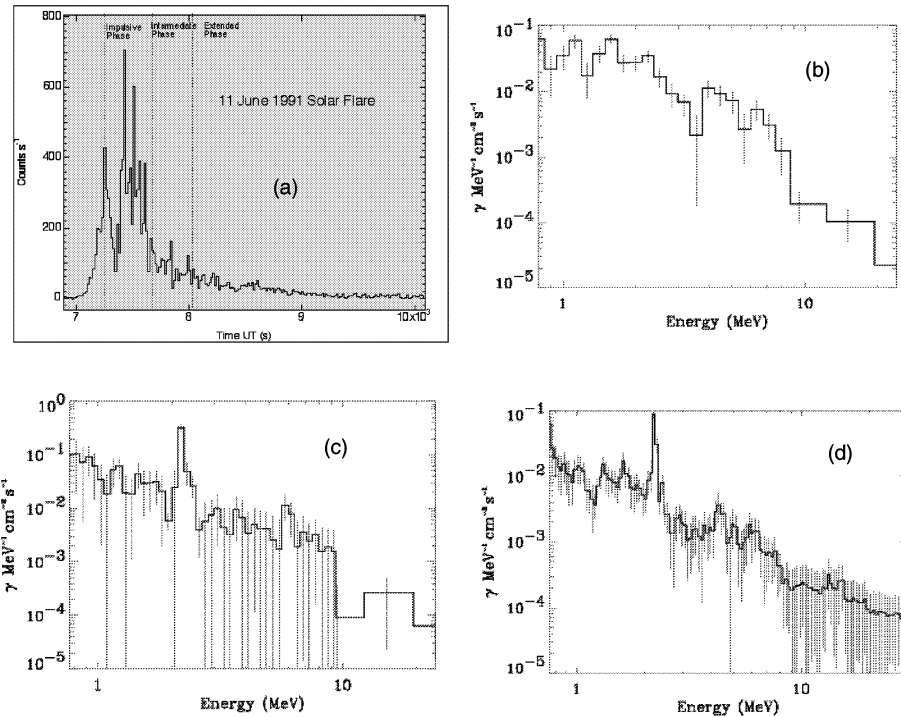 Impulsive Phase
Intermediate Phase
Extended Phase
11 June 1991 Solar Flare
(a)
Counts s⁻¹
800
600
400
200
0
7
8
9
10x10³
Time UT (s)
(b)
γ MeV⁻¹ cm⁻² s⁻¹
10⁻¹
10⁻²
10⁻³
10⁻⁴
10⁻⁵
1
10
Energy (MeV)
(c)
γ MeV⁻¹ cm⁻² s⁻¹
10⁰
10⁻¹
10⁻²
10⁻³
10⁻⁴
10⁻⁵
1
10
Energy (MeV)
(d)
γ MeV⁻¹ cm⁻² s⁻¹
10⁻¹
10⁻²
10⁻³
10⁻⁴
10⁻⁵
1
10
Energy (MeV)